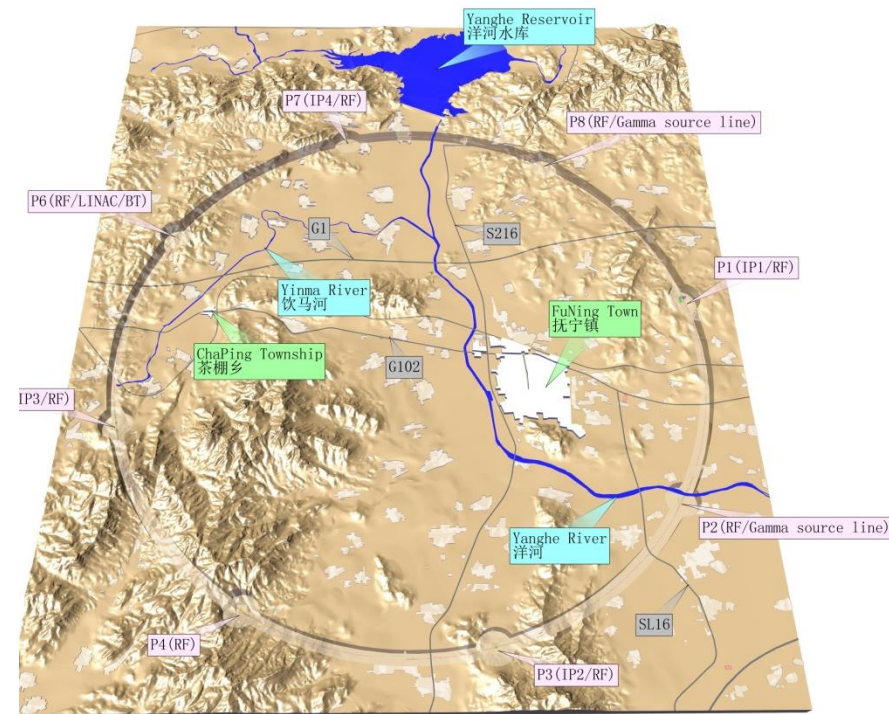 Yanghe Reservoir
洋河水库
P7(IP4/RF)
P8(RF/Gamma source line)
P6(RF/LINAC/BT)
G1
S216
P1(IP1/RF)
Yinma River
饮马河
FuNing Town
抚宁镇
ChaPing Township
茶棚乡
G102
IP3/RF)
P2(RF/Gamma source line)
Yanghe River
洋河
SL16
P4(RF)
P3(IP2/RF)